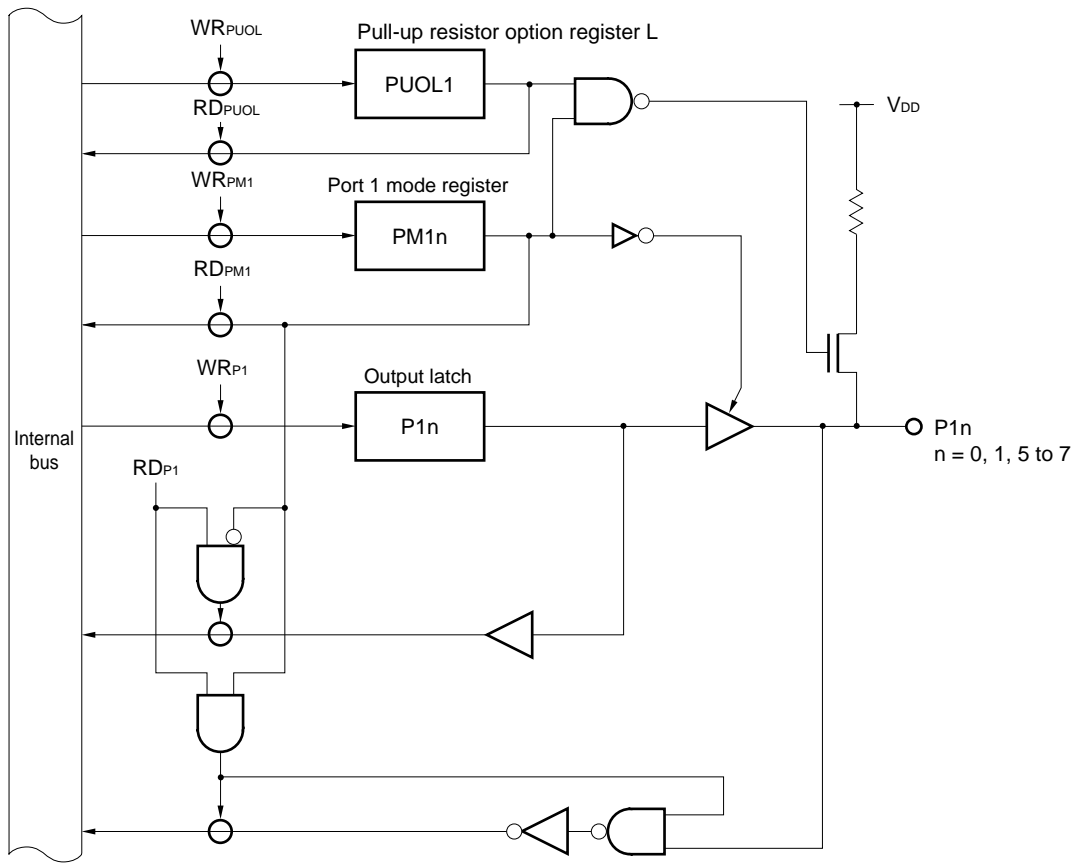 WRPUOL
Pull-up resistor option register L
PUOL1
RDPUOL
VDD
WRPM1
Port 1 mode register
PM1n
RDPM1
WRP1
Output latch
P1n
Internal
bus
P1n
n = 0, 1, 5 to 7
RDP1